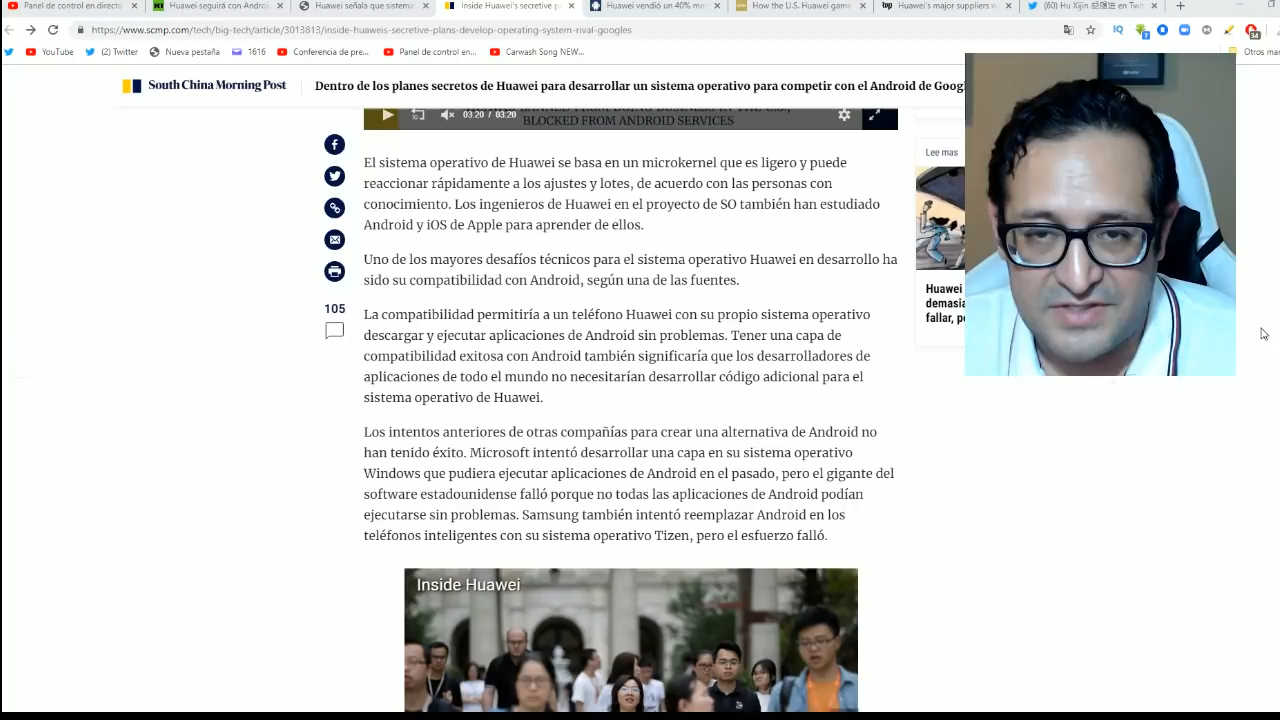 Panel de control de directo
Huawei seguirá con Androi
Huawei señala que sistema
Inside Huawei's secretive p
Huawei vendió un 40% m
How the U.S. Huawei game
Huawei's major suppliers w
(60) Hu Xijin 胡锡进 en Twit
https://www.scmp.com/tech/big-tech/article/3013813/inside-huaweis-secretive-plans-develop-operating-system-rival-googles
YouTube
(2) Twitter
Nueva pestaña
1616
Conferencia de pre...
Panel de control en...
Carwash Song NEW...
Otros mar
South China Morning Post
Dentro de los planes secretos de Huawei para desarrollar un sistema operativo para competir con el Android de Goog
03:20 / 03:20
BLOCKED FROM ANDROID SERVICES
El sistema operativo de Huawei se basa en un microkernel que es ligero y puede
reaccionar rápidamente a los ajustes y lotes, de acuerdo con las personas con
conocimiento. Los ingenieros de Huawei en el proyecto de SO también han estudiado
Android y iOS de Apple para aprender de ellos.
Uno de los mayores desafíos técnicos para el sistema operativo Huawei en desarrollo ha
sido su compatibilidad con Android, según una de las fuentes.
105
La compatibilidad permitiría a un teléfono Huawei con su propio sistema operativo
descargar y ejecutar aplicaciones de Android sin problemas. Tener una capa de
compatibilidad exitosa con Android también significaría que los desarrolladores de
aplicaciones de todo el mundo no necesitarían desarrollar código adicional para el
sistema operativo de Huawei.
Los intentos anteriores de otras compañías para crear una alternativa de Android no
han tenido éxito. Microsoft intentó desarrollar una capa en su sistema operativo
Windows que pudiera ejecutar aplicaciones de Android en el pasado, pero el gigante del
software estadounidense falló porque no todas las aplicaciones de Android podían
ejecutarse sin problemas. Samsung también intentó reemplazar Android en los
teléfonos inteligentes con su sistema operativo Tizen, pero el esfuerzo falló.
Inside Huawei
Lee mas
Huawei
demasia
fallar, p